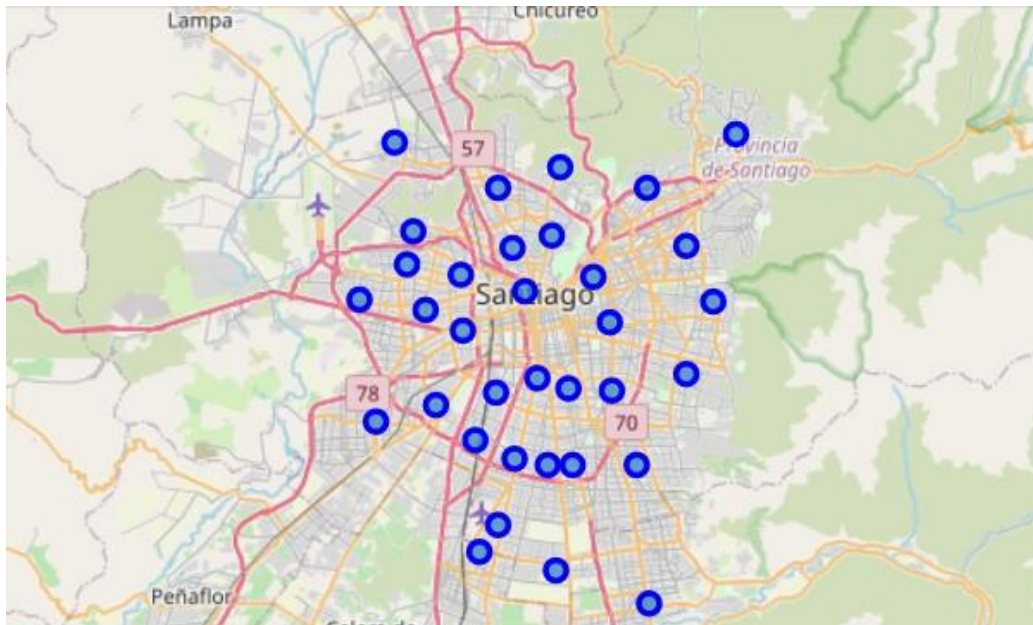 Lampa
Chicureo
57
Provincia
de Santiago
Santiago
78
70
Peñaflor